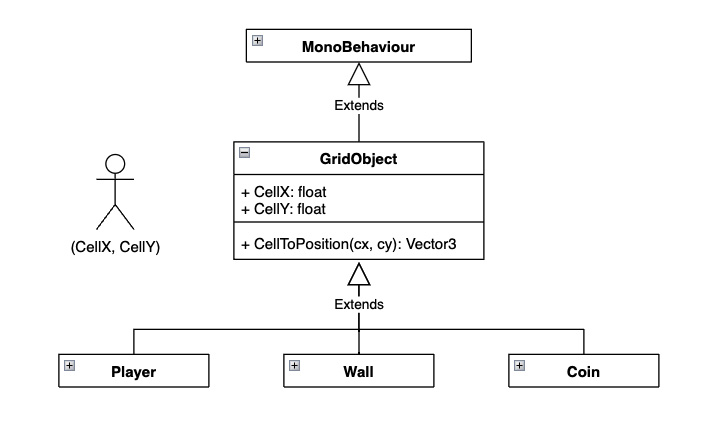 MonoBehaviour
Extends
GridObject
+ CellX: float
+ CellY: float
+ CellToPosition(cx, cy): Vector3
(CellX, CellY)
Extends
Player
Wall
Coin